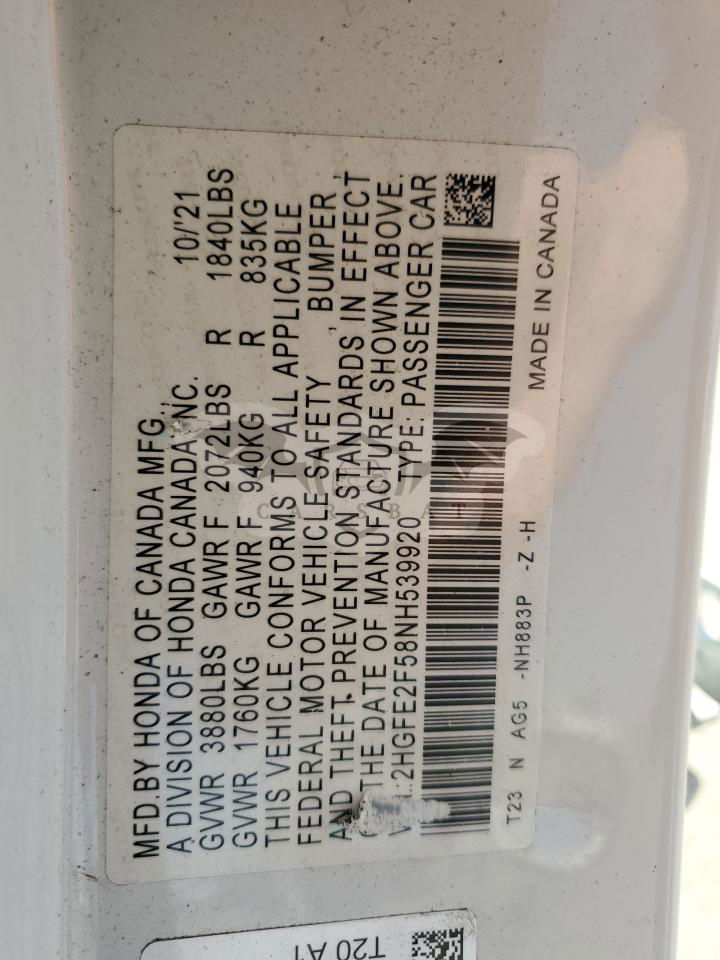 MFD.BY HONDA OF CANADA MFG.,
A DIVISION OF HONDA CANADA INC. 10/'21
GVWR 3880LBS GAWR F 2072LBS R 1840LBS
GVWR 1760KG GAWR F 940KG R 835KG
THIS VEHICLE CONFORMS TO ALL APPLICABLE
FEDERAL MOTOR VEHICLE SAFETY , BUMPER ,
AND THEFT PREVENTION STANDARDS IN EFFECT
THE DATE OF MANUFACTURE SHOWN ABOVE.
:2HGFE2F58NH539920 TYPE: PASSENGER CAR
T23 N AG5 -NH883P -Z -H
MADE IN CANADA
CARSBAT
T20 A1